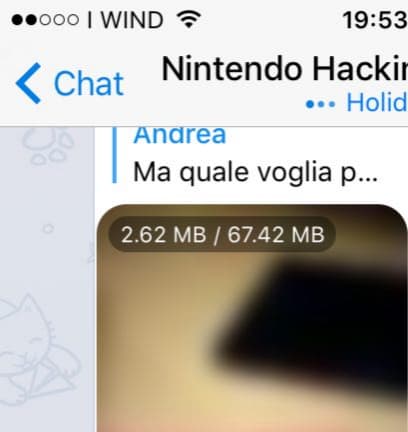 I WIND 19:53
Chat Nintendo Hackin
••• Holid
Andrea
Ma quale voglia p...
2.62 MB / 67.42 MB